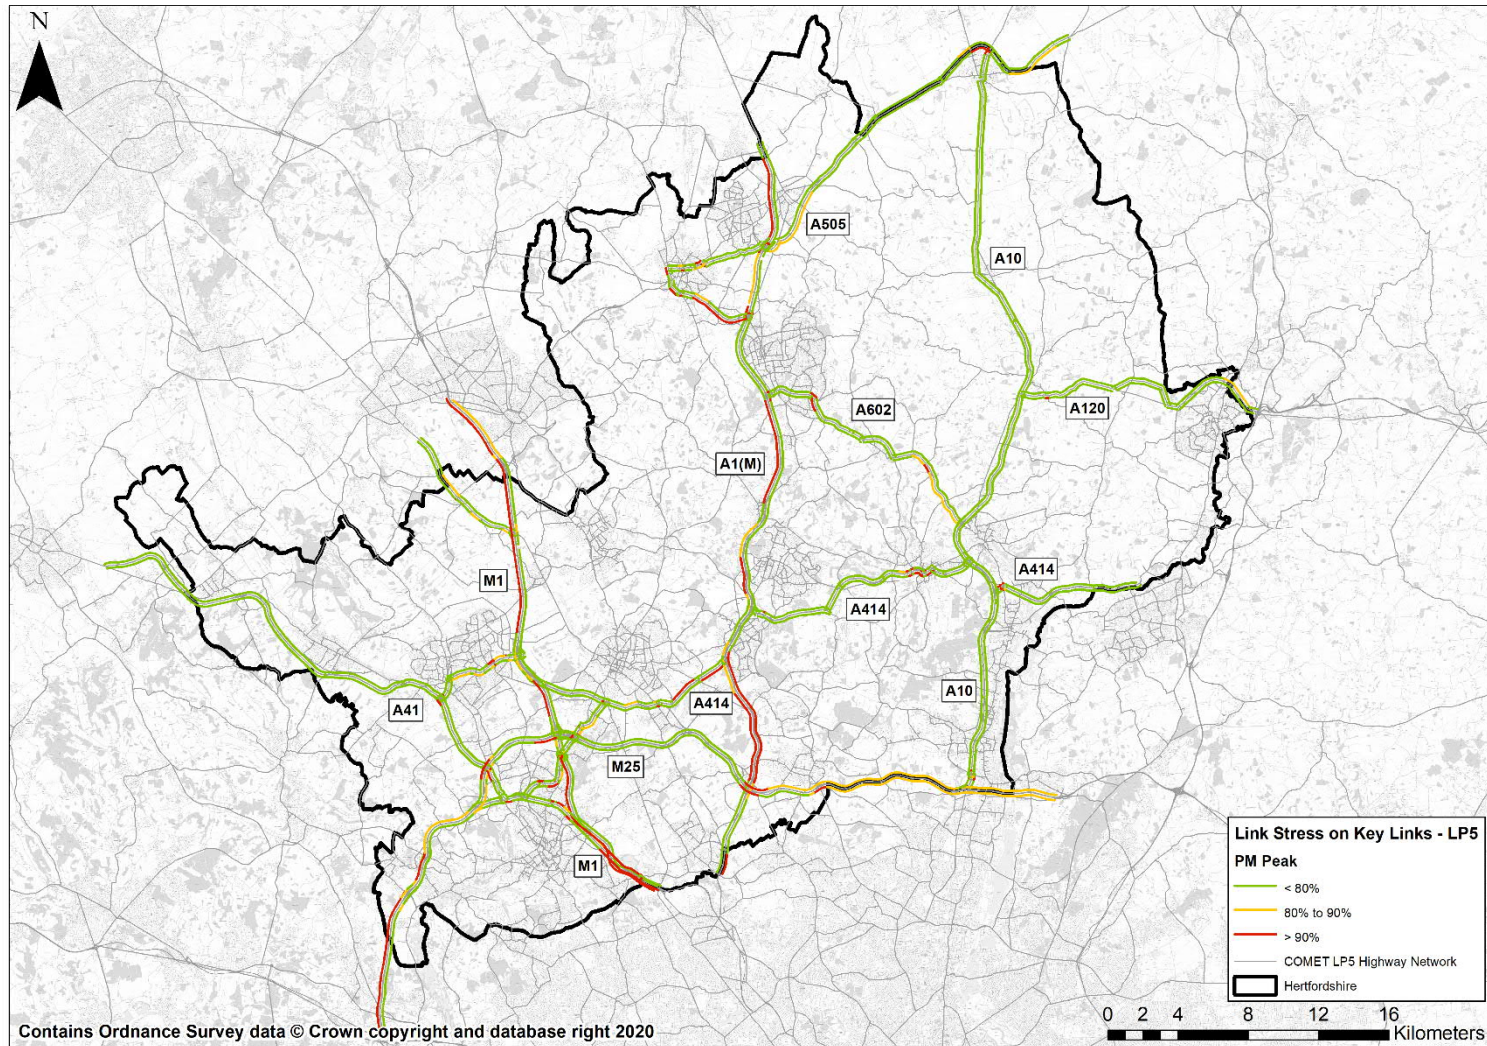 N
A505
A10
A602
A120
A1(M)
M1
A414
A414
A10
A41
A414
M25
M1
Link Stress on Key Links - LP5
PM Peak
< 80%
80% to 90%
> 90%
COMET LP5 Highway Network
Hertfordshire
Contains Ordnance Survey data © Crown copyright and database right 2020
0 2 4 8 12 16
Kilometers